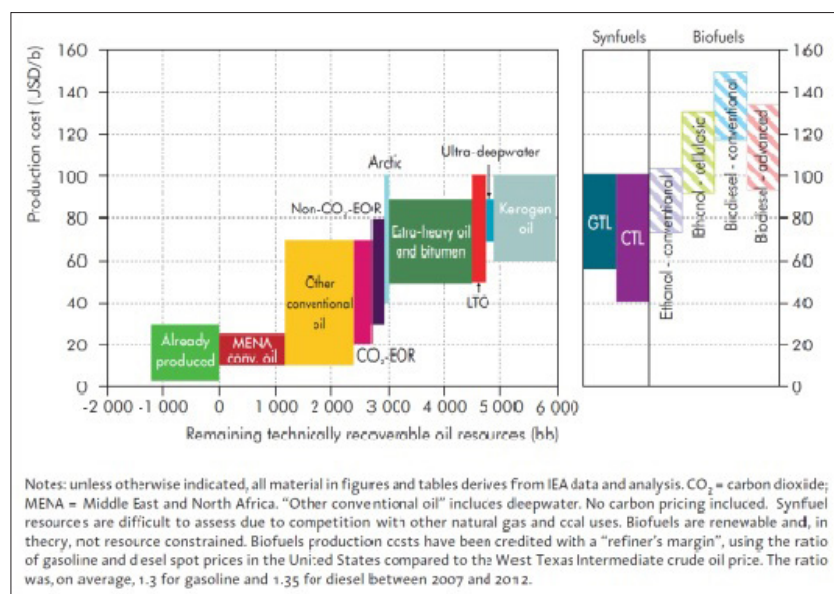 Synfuels Biofuels
160 160
140 140
120 120
100 100
80 80
60 60
40 40
20 20
0 0
Production cost (USD/b)
Already
produced
MENA
conv. oil
Other
conventional
oil
CO₂-EOR
Non-CO₂-EOR
Arctic
Extra-heavy oil
and bitumen
LTO
Ultra-deepwater
Kerogen
oil
GTL
CTL
Ethanol - conventional
Ethanol - cellulosic
Biodiesel - conventional
Biodiesel - advanced
-2 000 -1 000 0 1 000 2 000 3 000 4 000 5 000 6 000
Remaining technically recoverable oil resources (bb)
Notes: unless otherwise indicated, all material in figures and tables derives from IEA data and analysis. CO₂ = carbon dioxide;
MENA = Middle East and North Africa. “Other conventional oil” includes deepwater. No carbon pricing included. Synfuel
resources are difficult to assess due to competition with other natural gas and coal uses. Biofuels are renewable and, in
theory, not resource constrained. Biofuels production costs have been credited with a “refiner’s margin”, using the ratio
of gasoline and diesel spot prices in the United States compared to the West Texas Intermediate crude oil price. The ratio
was, on average, 1.3 for gasoline and 1.35 for diesel between 2007 and 2012.